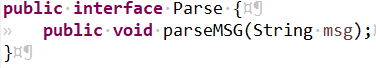 public interface Parse {
    public void parseMSG(String msg);
}